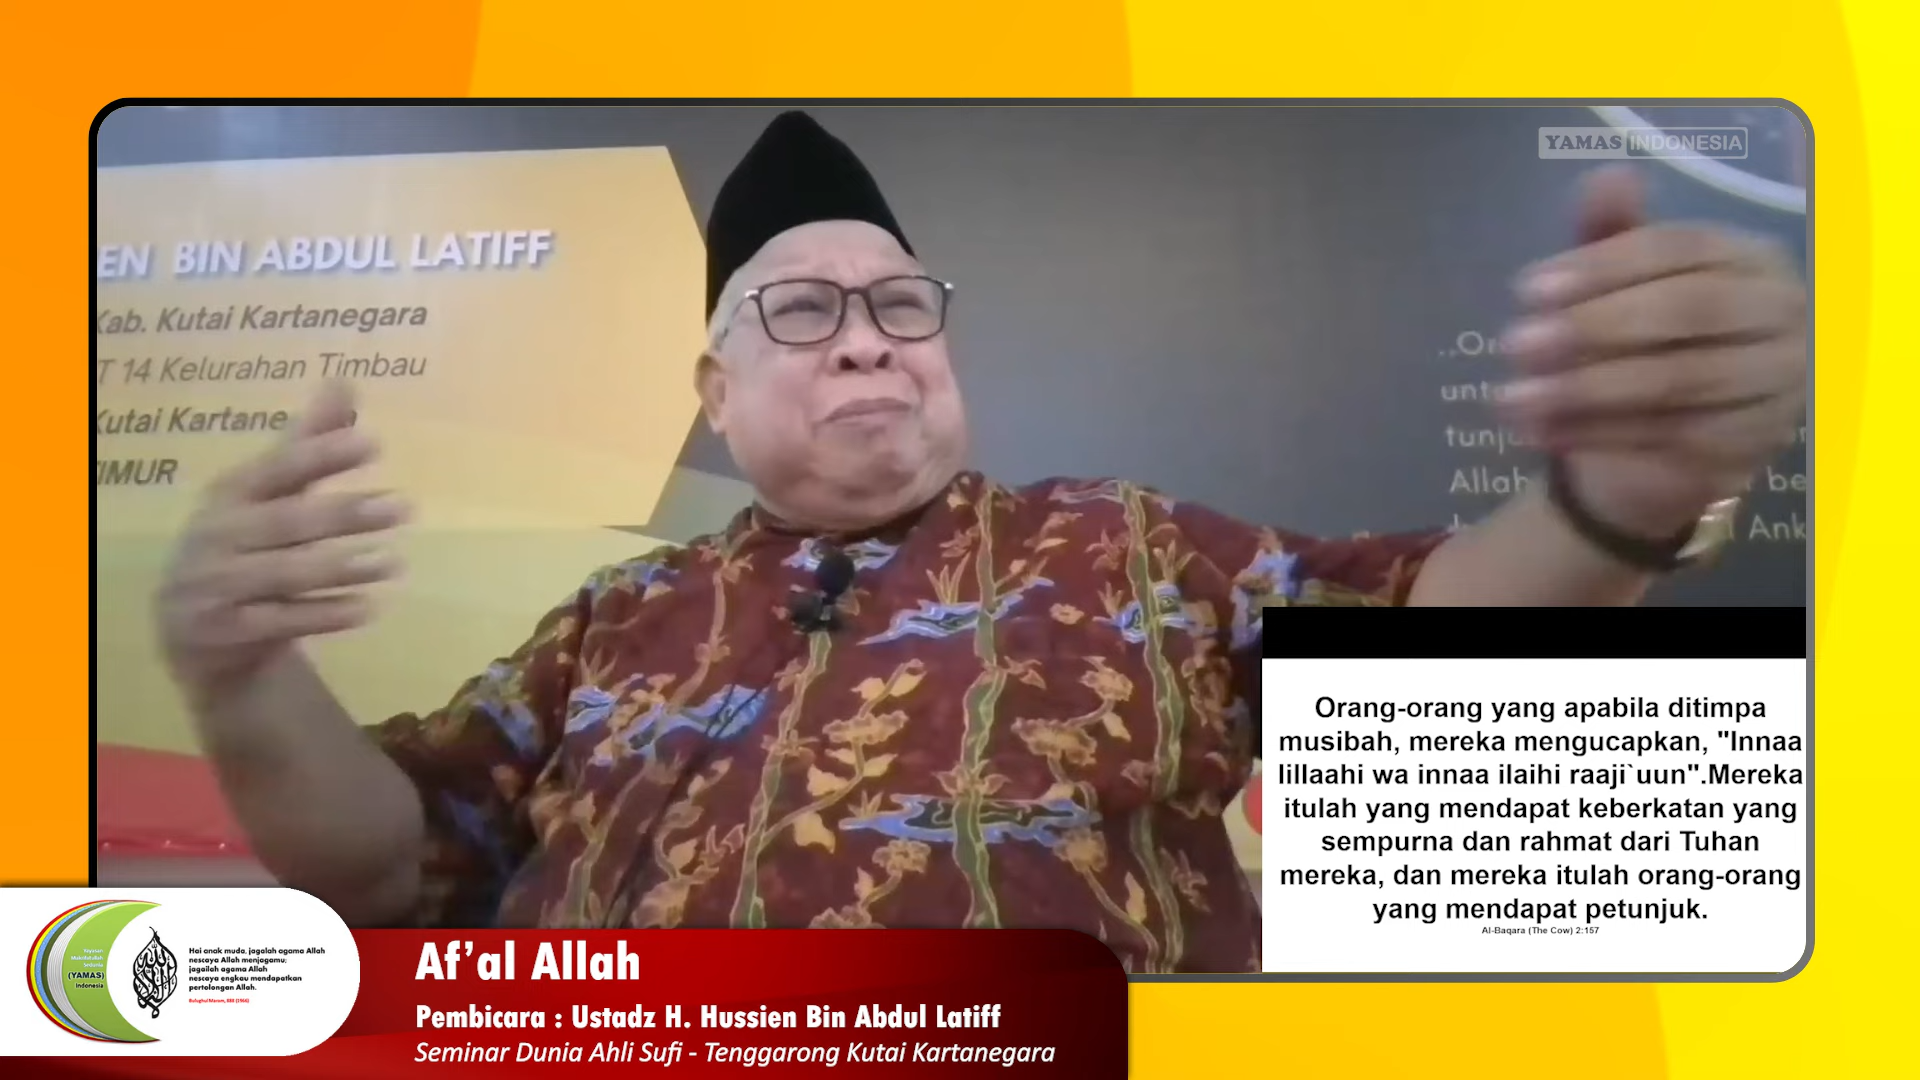 YAMAS INDONESIA
EN BIN ABDUL LATIFF
Kab. Kutai Kartanegara
T 14 Kelurahan Timbau
Kutai Kartane
IMUR
Allah
Orang-orang yang apabila ditimpa
musibah, mereka mengucapkan, "Innaa
lillaahi wa innaa ilaihi raaji`uun".Mereka
itulah yang mendapat keberkatan yang
sempurna dan rahmat dari Tuhan
mereka, dan mereka itulah orang-orang
yang mendapat petunjuk.
Al-Baqara (The Cow) 2:157
Yayasan
(YAMAS)
Indonesia
Hai anak muda, jagalah agama Allah
nescaya Allah menjagamu;
jagailah agama Allah
nescaya engkau mendapatkan
pertolongan Allah.
Af'al Allah
Pembicara : Ustadz H. Hussien Bin Abdul Latiff
Seminar Dunia Ahli Sufi - Tenggarong Kutai Kartanegara